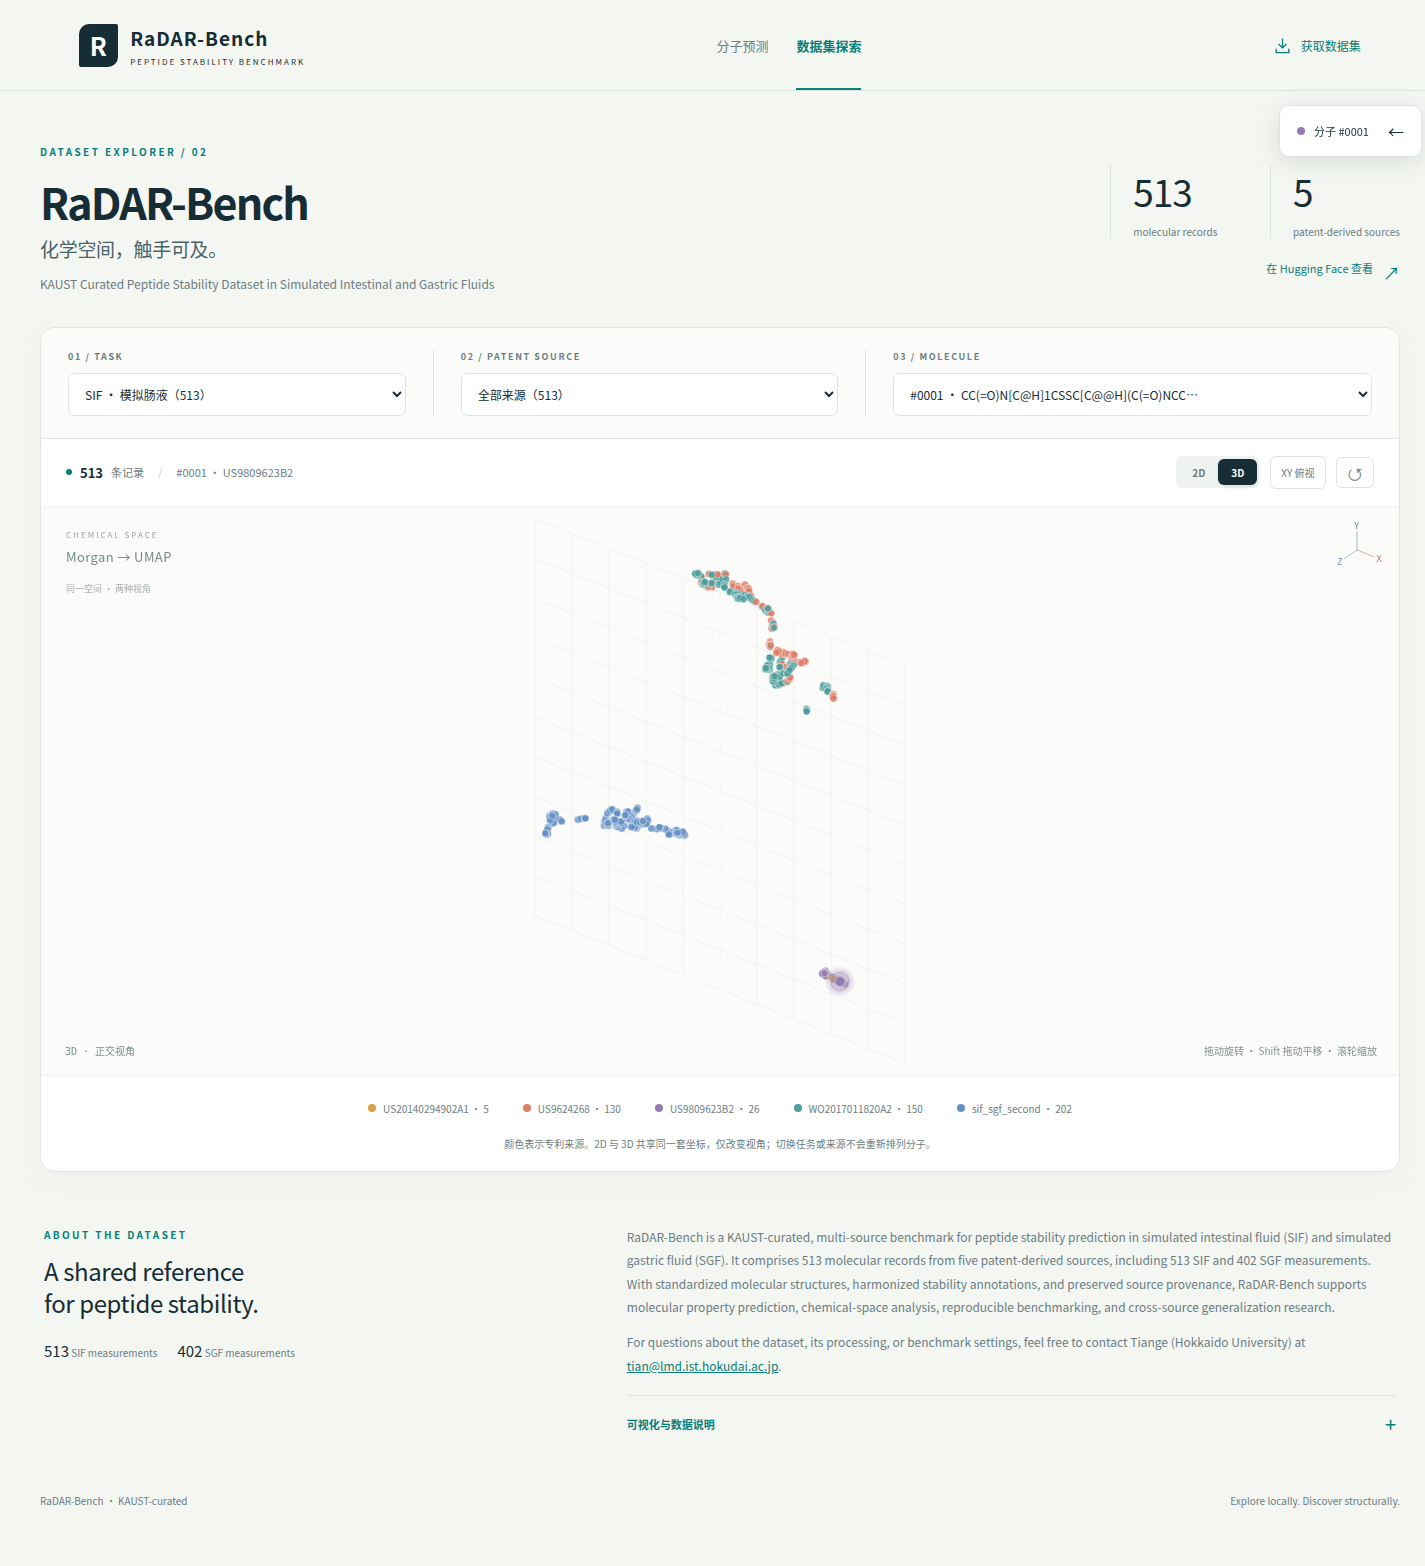 R
RaDAR-Bench
PEPTIDE STABILITY BENCHMARK
分子预测
数据集探索
获取数据集
分子 #0001 ←
DATASET EXPLORER / 02
RaDAR-Bench
化学空间，触手可及。
KAUST Curated Peptide Stability Dataset in Simulated Intestinal and Gastric Fluids
513
molecular records
5
patent-derived sources
在 Hugging Face 查看 ↗
01 / TASK
SIF · 模拟肠液（513）
02 / PATENT SOURCE
全部来源（513）
03 / MOLECULE
#0001 · CC(=O)N[C@H]1CSSC[C@@H](C(=O)NCC…
513 条记录 / #0001 · US9809623B2
2D 3D XY 俯视
CHEMICAL SPACE
Morgan → UMAP
同一空间 · 两种视角
Y
Z X
3D · 正交视角
拖动旋转 · Shift 拖动平移 · 滚轮缩放
US20140294902A1 · 5 US9624268 · 130 US9809623B2 · 26 WO2017011820A2 · 150 sif_sgf_second · 202
颜色表示专利来源。2D 与 3D 共享同一套坐标，仅改变视角；切换任务或来源不会重新排列分子。
ABOUT THE DATASET
A shared reference
for peptide stability.
513 SIF measurements 402 SGF measurements
RaDAR-Bench is a KAUST-curated, multi-source benchmark for peptide stability prediction in simulated intestinal fluid (SIF) and simulated
gastric fluid (SGF). It comprises 513 molecular records from five patent-derived sources, including 513 SIF and 402 SGF measurements.
With standardized molecular structures, harmonized stability annotations, and preserved source provenance, RaDAR-Bench supports
molecular property prediction, chemical-space analysis, reproducible benchmarking, and cross-source generalization research.
For questions about the dataset, its processing, or benchmark settings, feel free to contact Tiange (Hokkaido University) at
tian@lmd.ist.hokudai.ac.jp.
可视化与数据说明 +
RaDAR-Bench · KAUST-curated
Explore locally. Discover structurally.